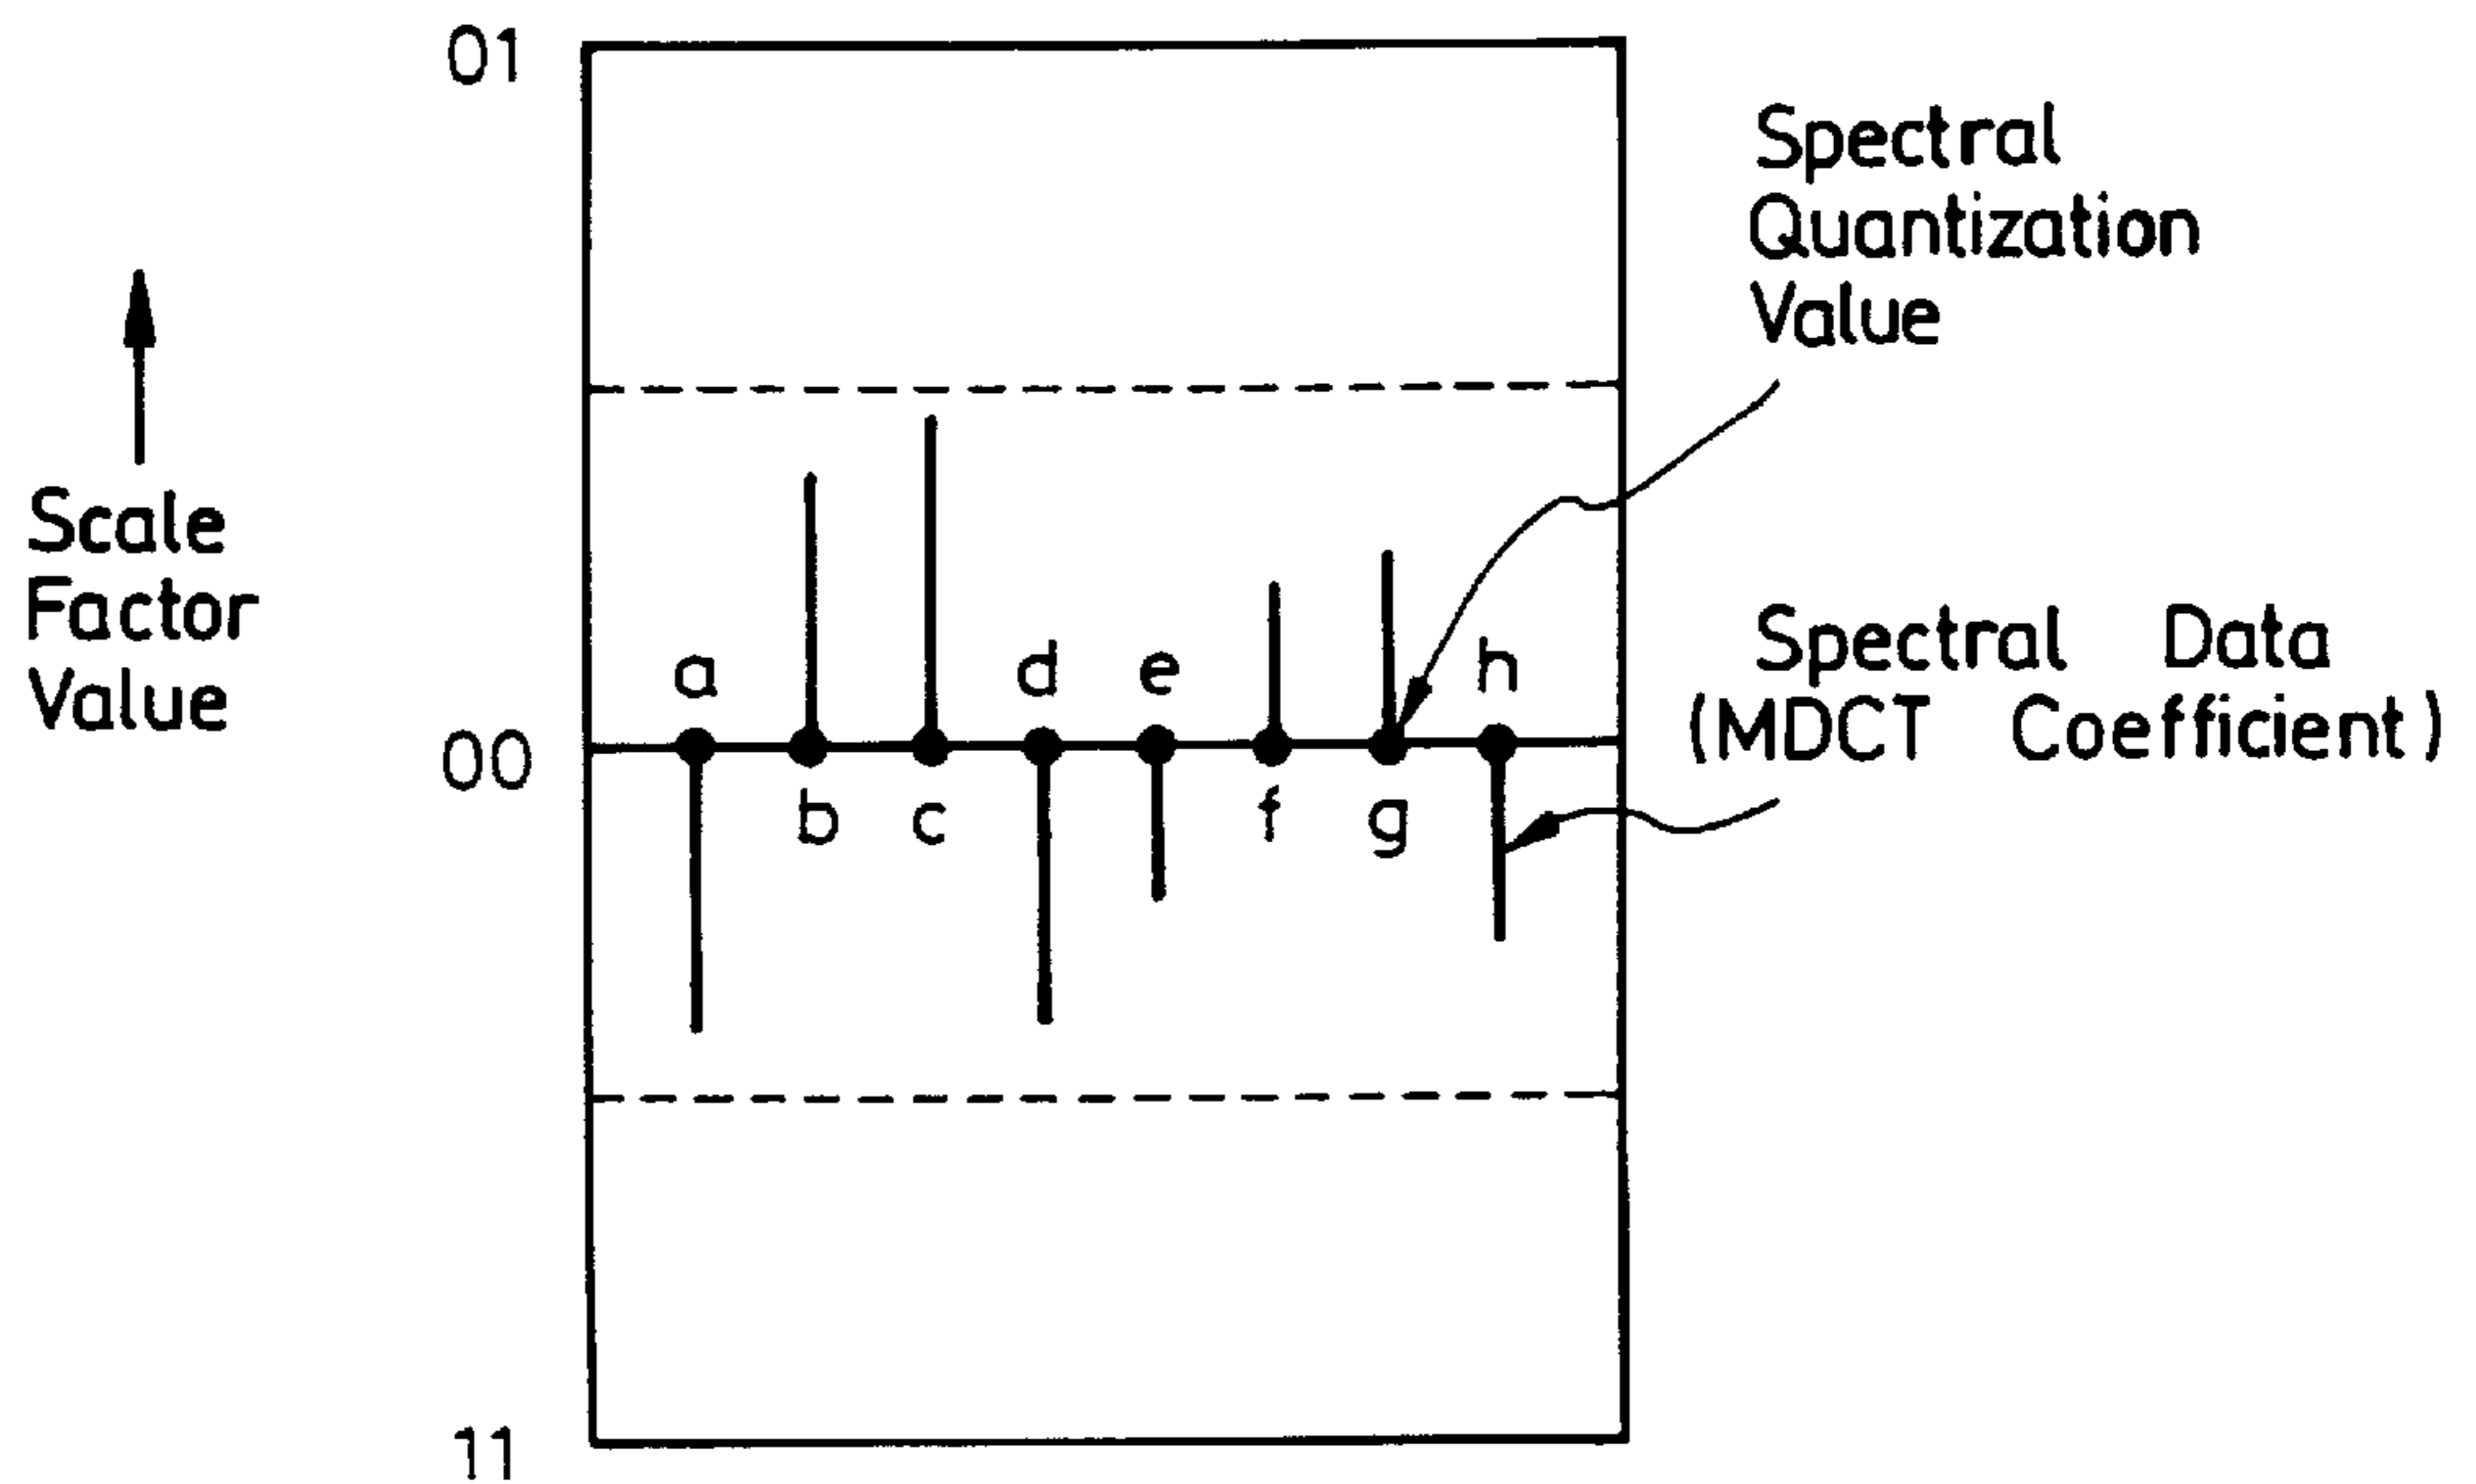 01
Spectral
Quantization
Value
Scale
Factor
Value
a
d
e
h
Spectral Data
(MDCT Coefficient)
00
b
c
f
g
11